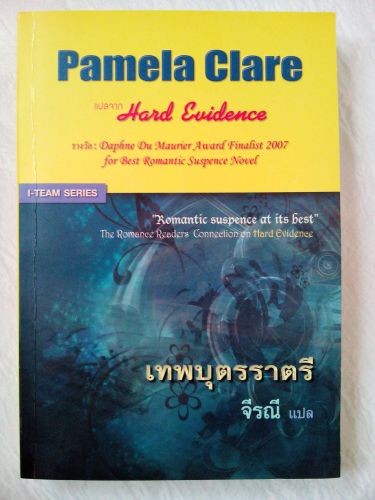 Pamela Clare
แปลจาก Hard Evidence
รางวัล: Daphne Du Maurier Award Finalist 2007
for Best Romantic Suspence Novel
I-TEAM SERIES
"Romantic suspence at its best"
The Romance Readers' Connection on Hard Evidence
เทพบุตรราตรี
จีรณี แปล